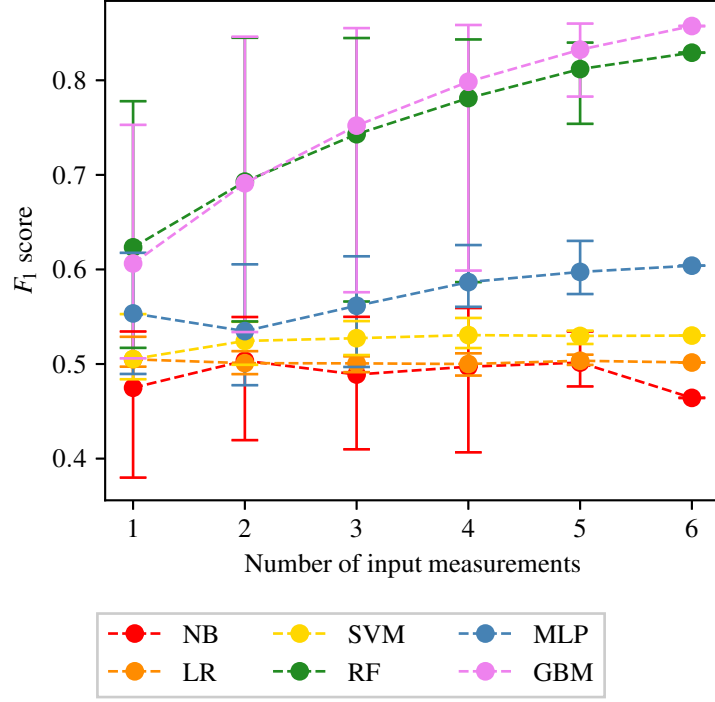 0.8
0.7
0.6
0.5
0.4
F₁ score
1 2 3 4 5 6
Number of input measurements
NB SVM MLP
LR RF GBM